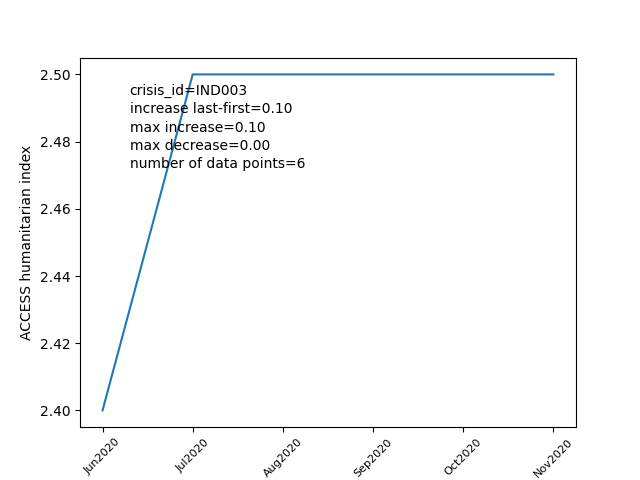 crisis_id=IND003
increase last-first=0.10
max increase=0.10
max decrease=0.00
number of data points=6
ACCESS humanitarian index
2.50
2.48
2.46
2.44
2.42
2.40
Jun2020
Jul2020
Aug2020
Sep2020
Oct2020
Nov2020